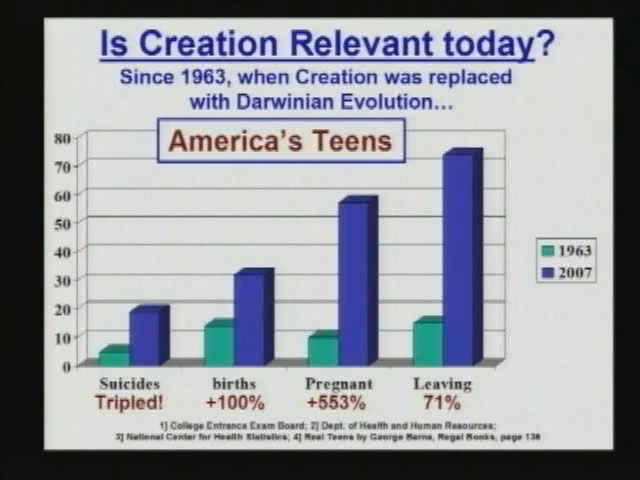 Is Creation Relevant today?
Since 1963, when Creation was replaced
with Darwinian Evolution...
America's Teens
80
70
60
50
40
30
20
10
0
1963
2007
Suicides births Pregnant Leaving
Tripled! +100% +553% 71%
1] College Entrance Exam Board; 2] Dept. of Health and Human Resources;
3] National Center for Health Statistics; 4] Real Teens by George Barna, Regal Books, page 136